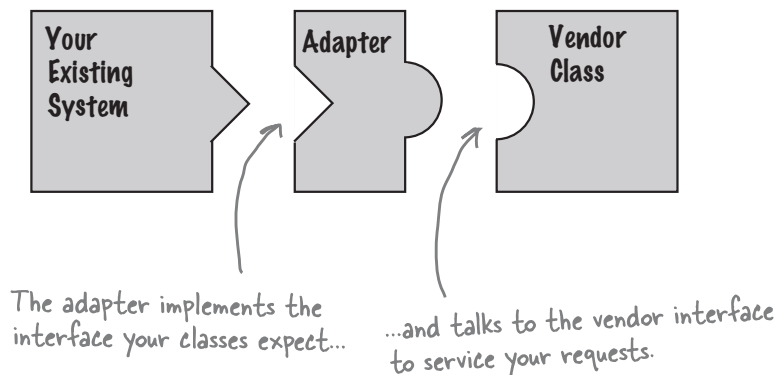 Your
Existing
System
Adapter
Vendor
Class
The adapter implements the
interface your classes expect...
...and talks to the vendor interface
to service your requests.